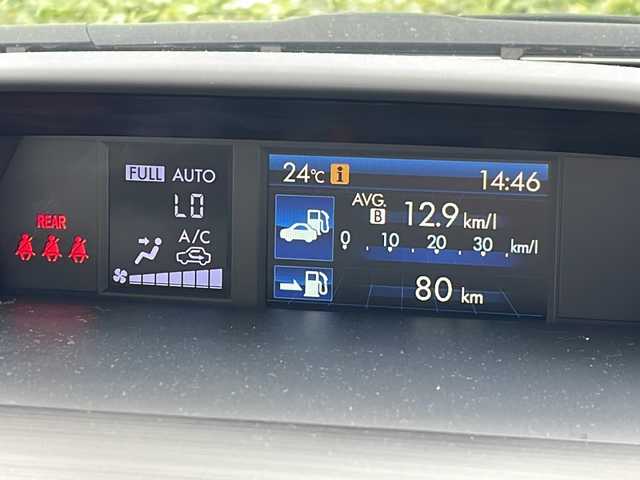 REAR
FULL AUTO
LO
A/C
24°C i 14:46
AVG. B 12.9 km/l
0 10 20 30 km/l
80 km